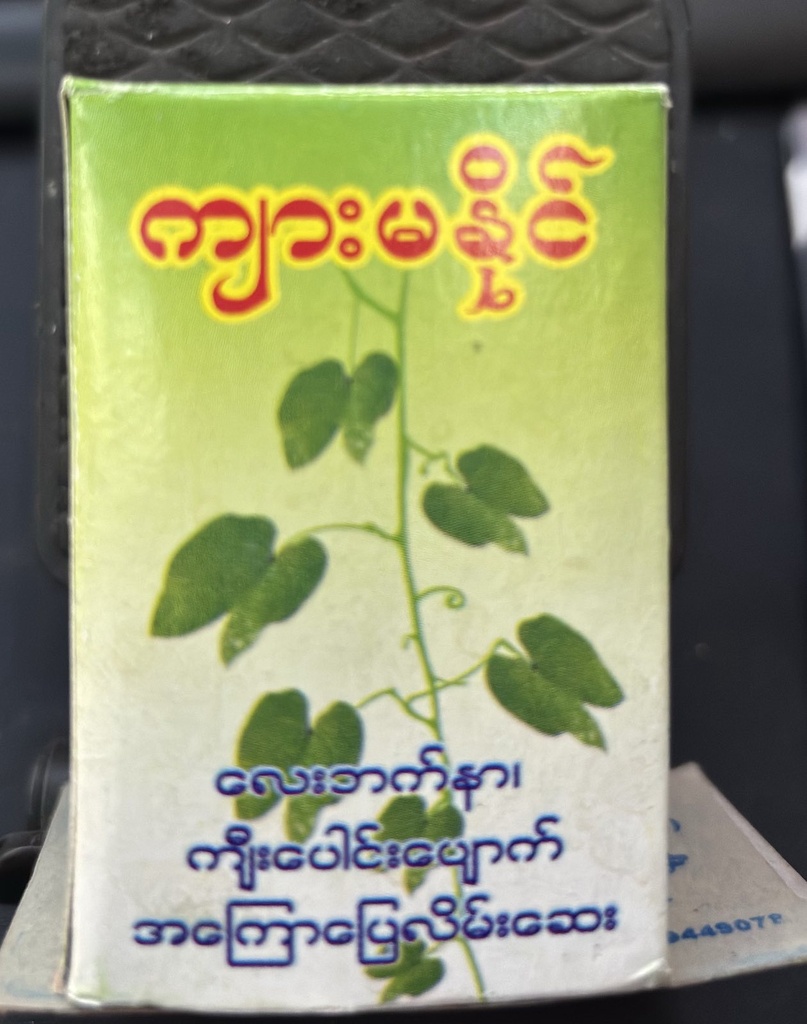 ကျားမနိုင်
လေးဘက်နာ၊
ကျီးပေါင်းပျောက်
အကြောပြေလိမ်းဆေး
9449078